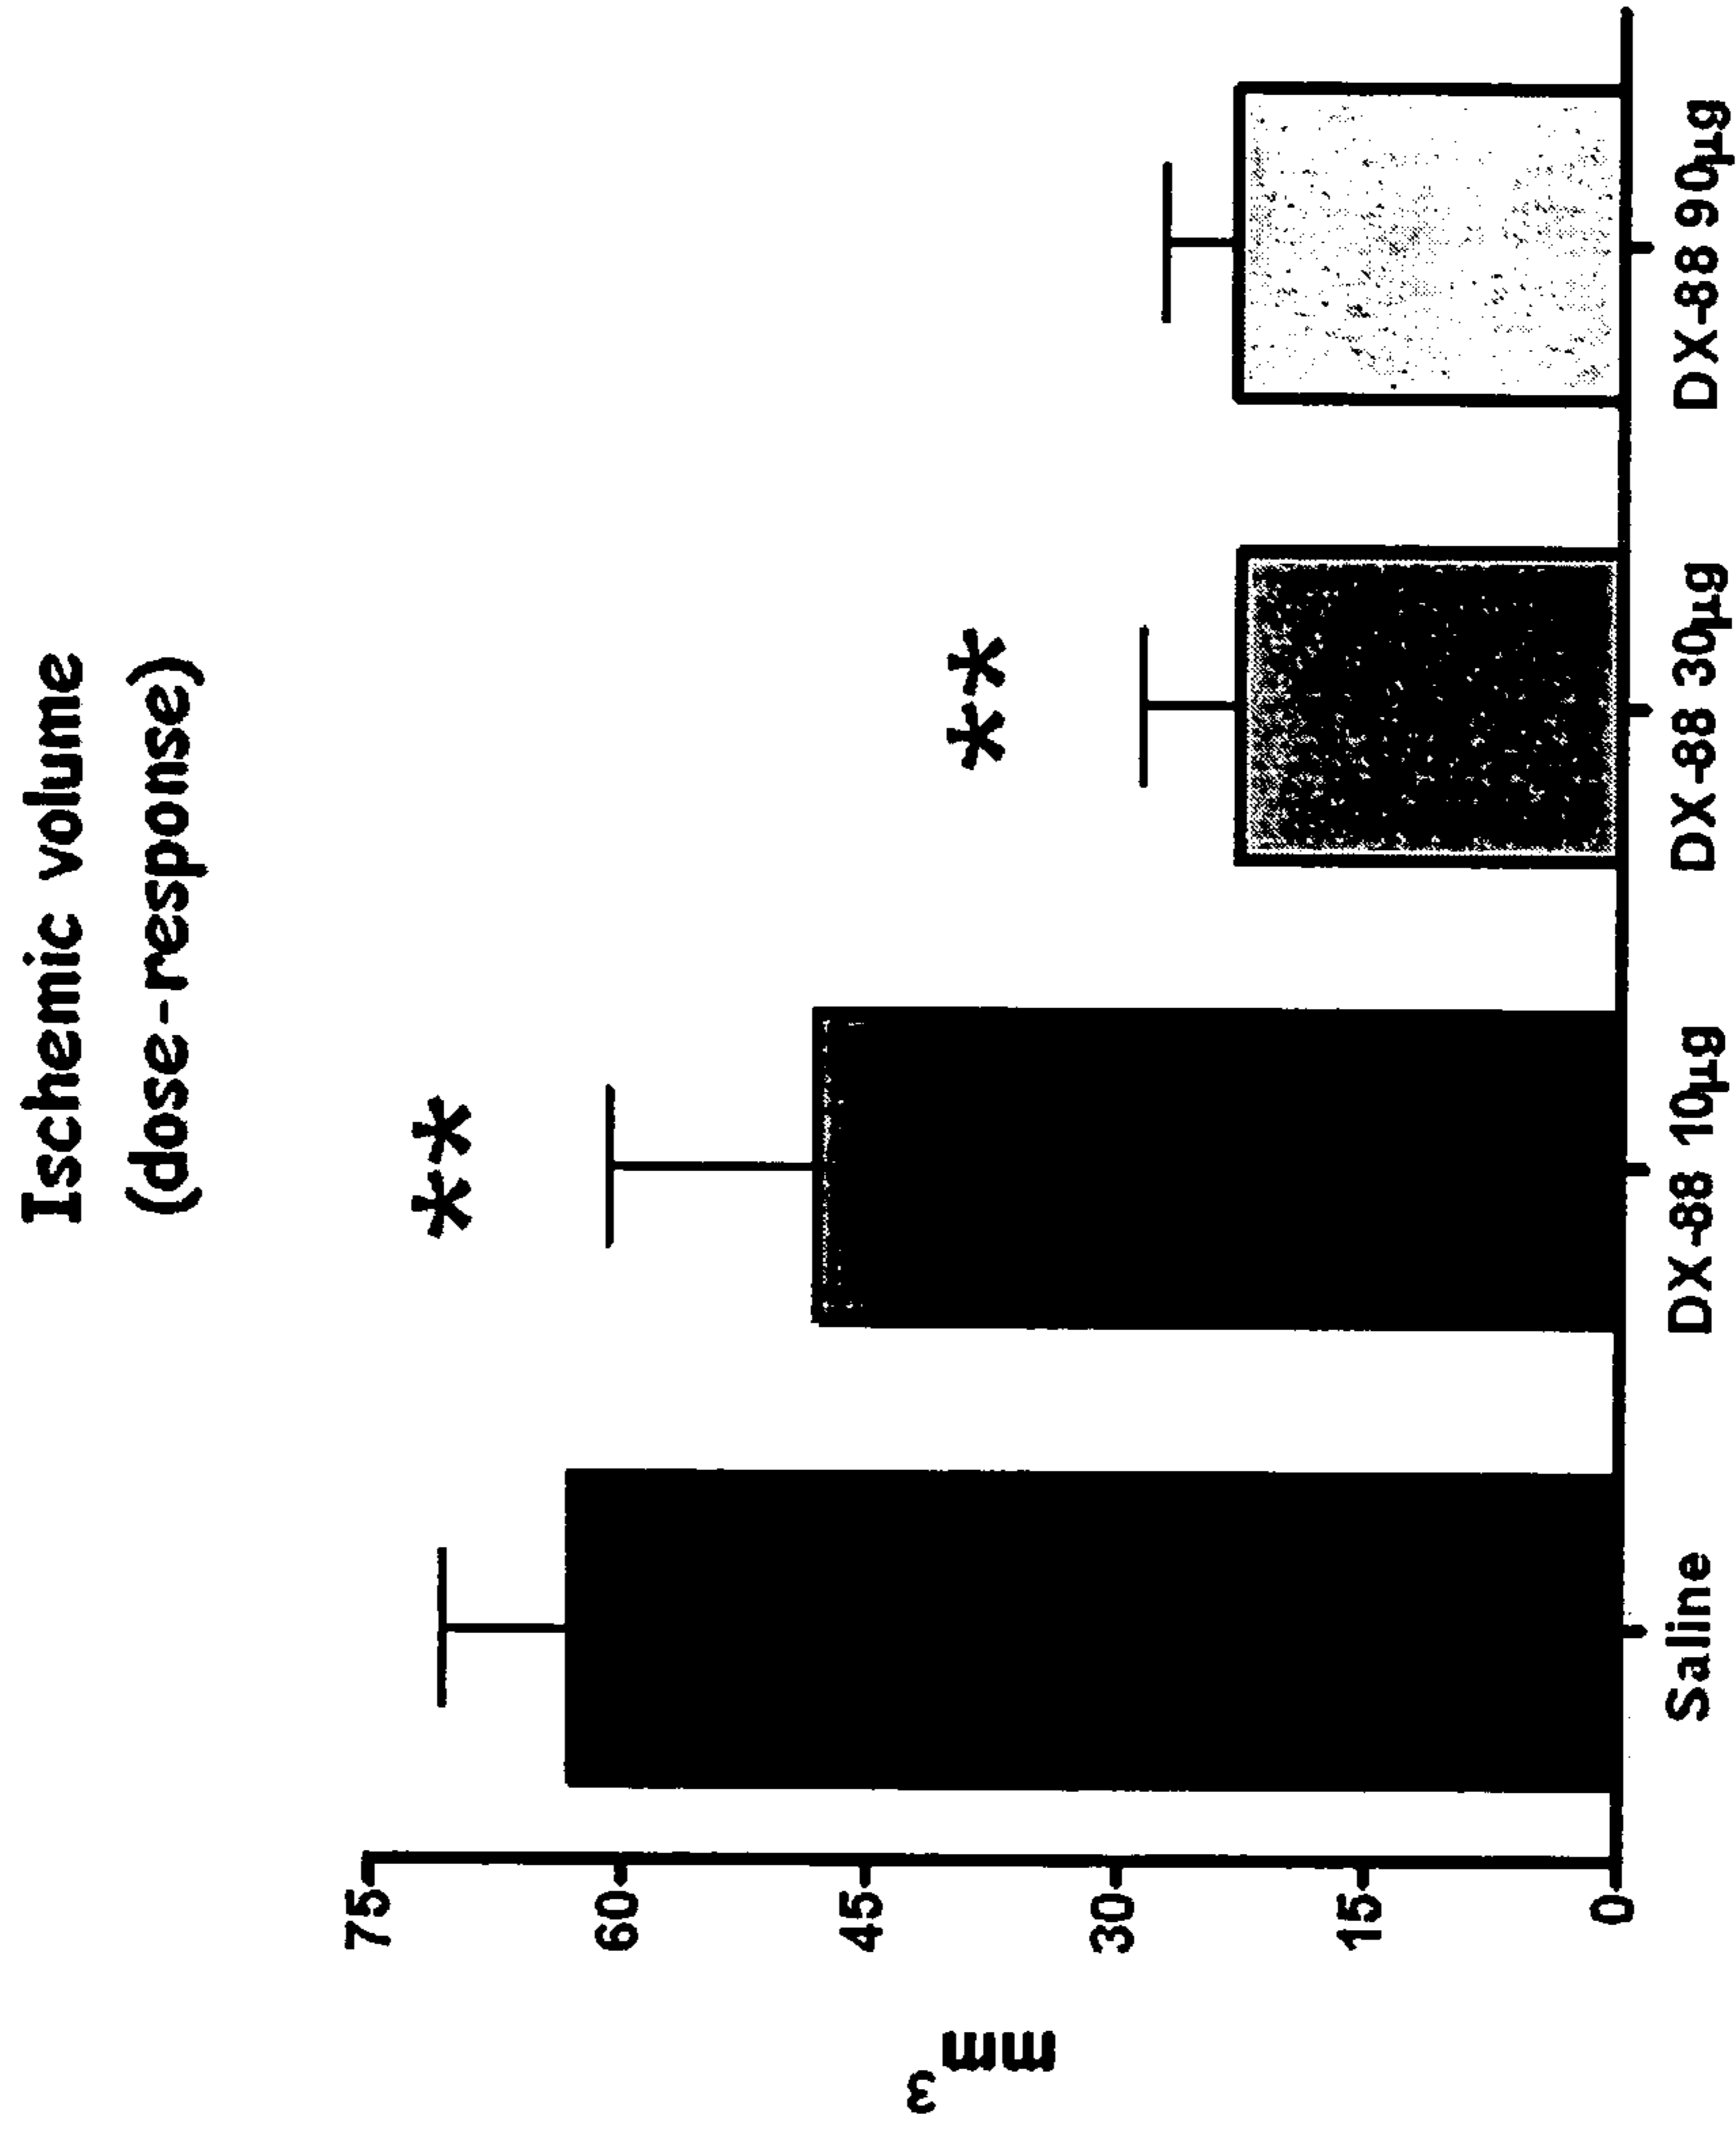 Ischemic volume
(dose-response)
75
60
45
30
15
0
mm³
**
**
Saline
DX-88 10µg
DX-88 30µg
DX-88 90µg